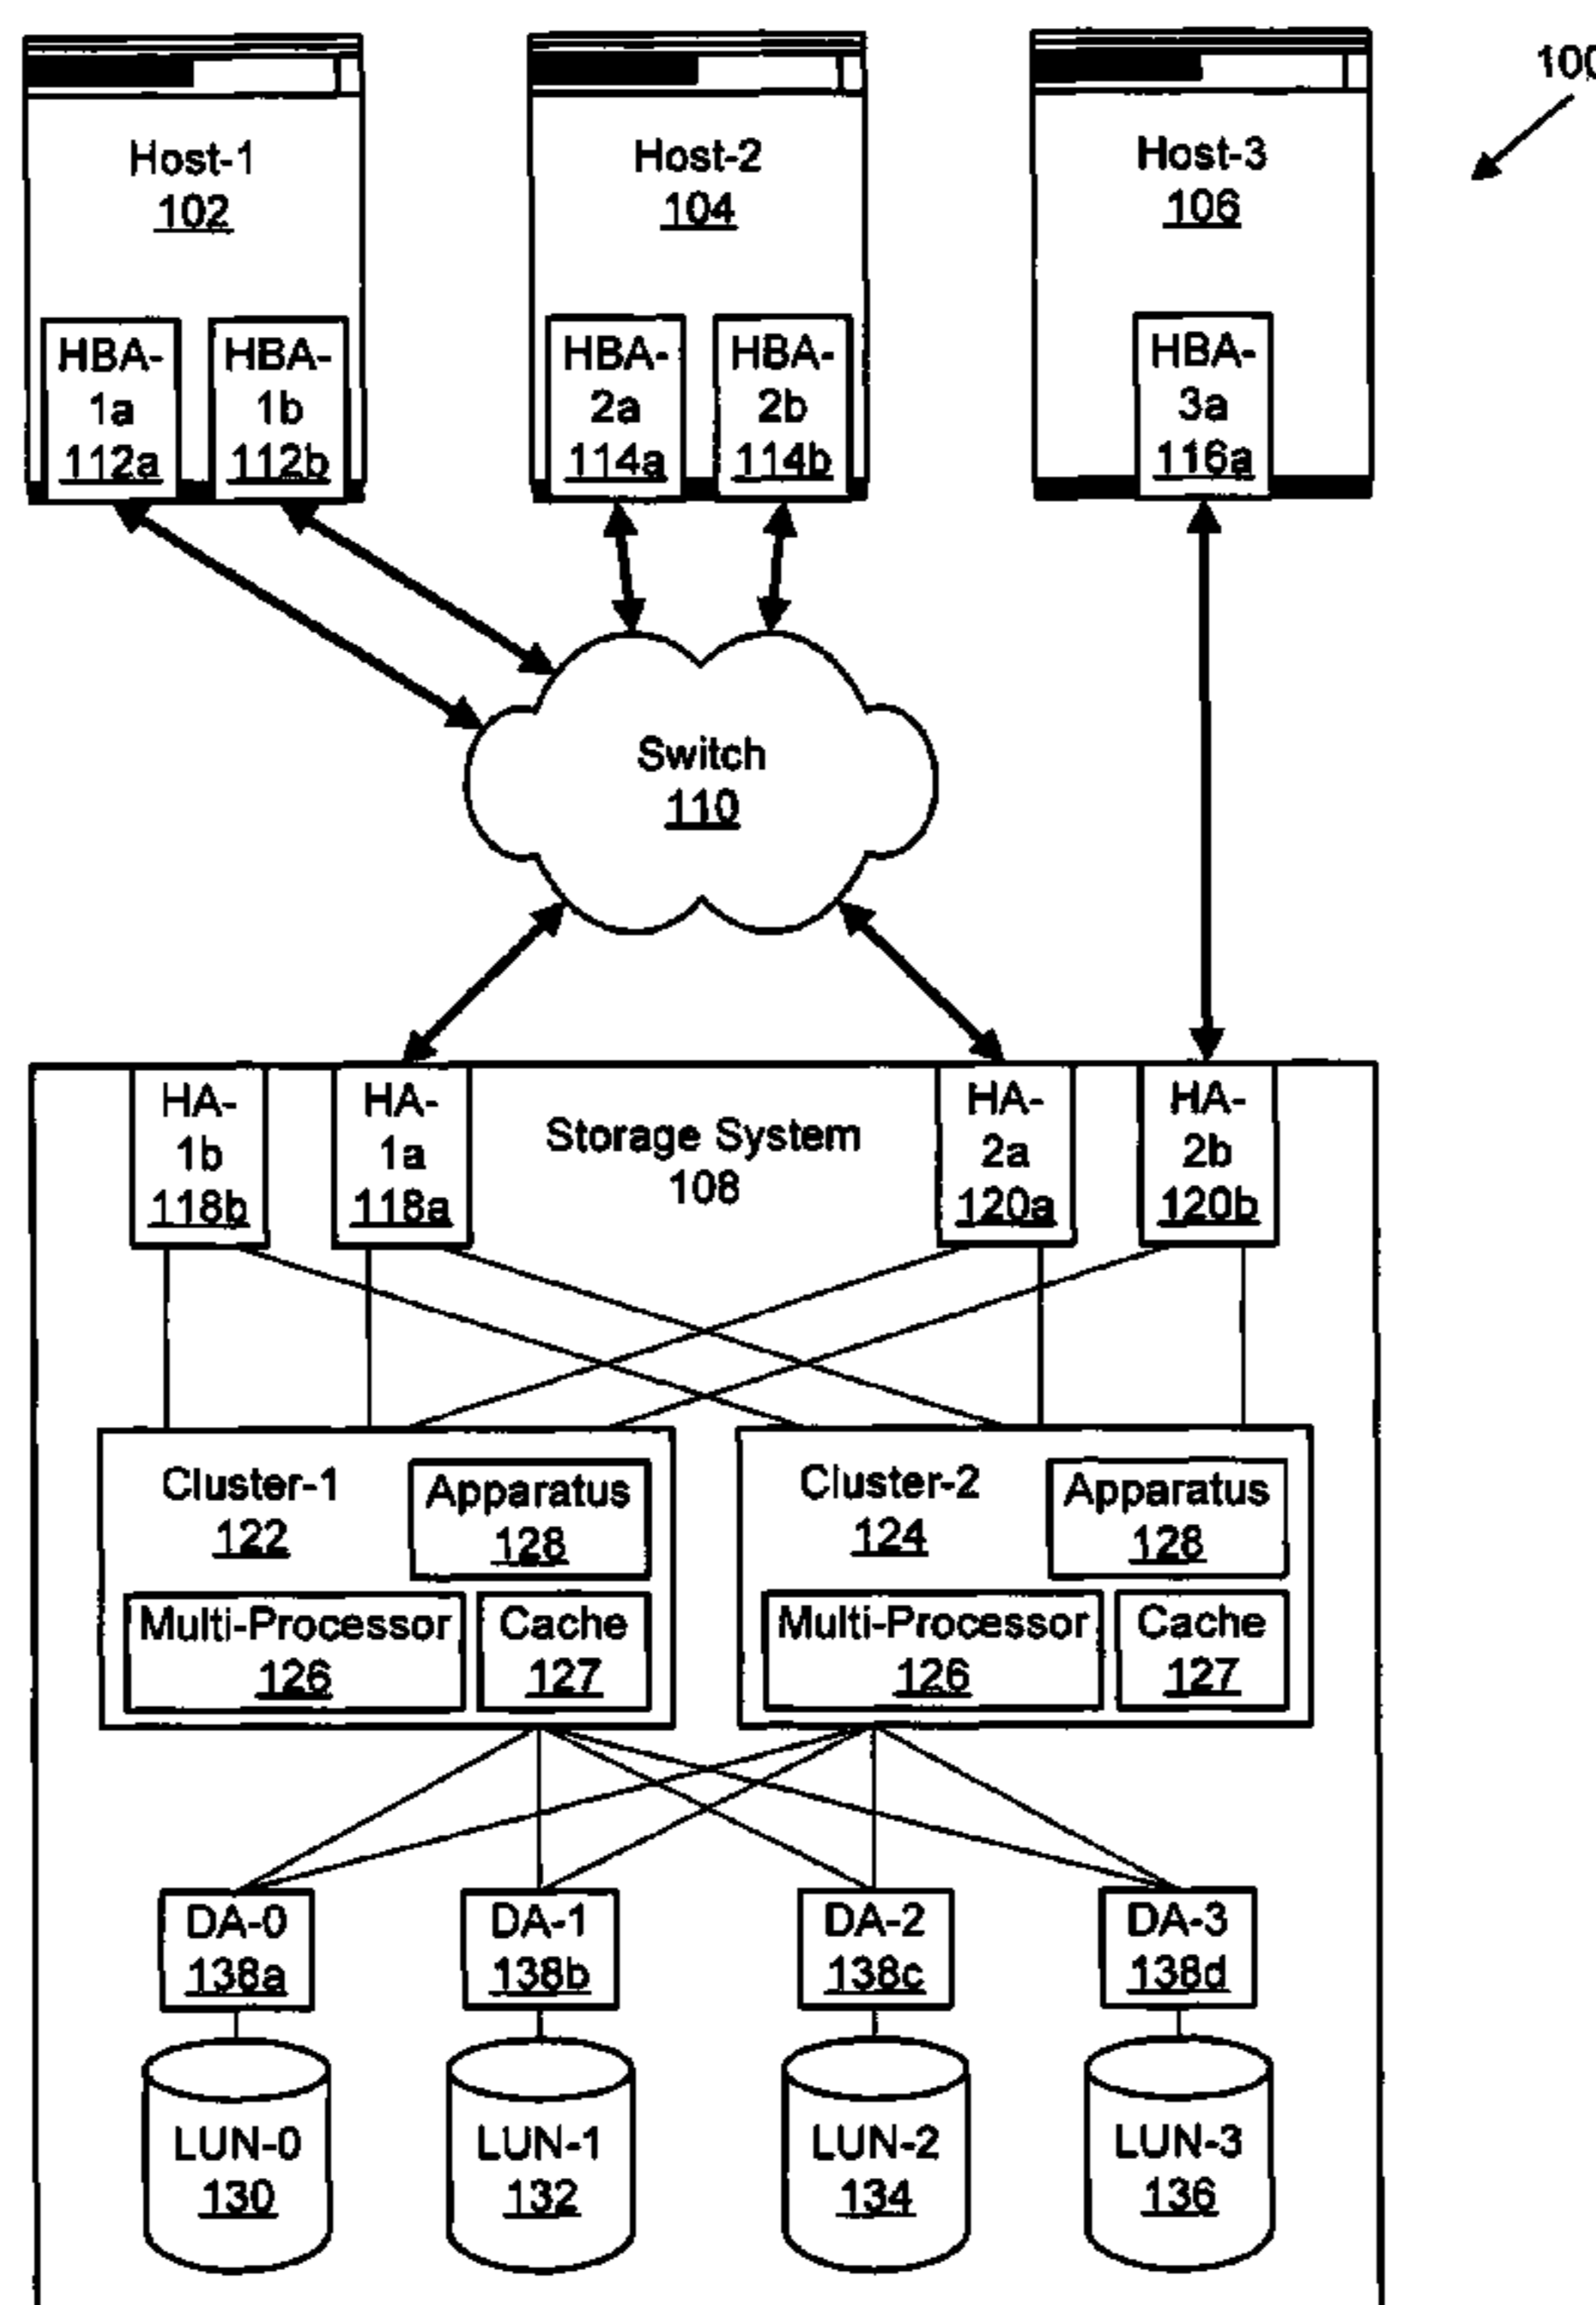 100
Host-1
102
Host-2
104
Host-3
106
HBA-
1a
112a
HBA-
1b
112b
HBA-
2a
114a
HBA-
2b
114b
HBA-
3a
116a
Switch
110
HA-
1b
118b
HA-
1a
118a
Storage System
108
HA-
2a
120a
HA-
2b
120b
Cluster-1
122
Apparatus
128
Multi-Processor
126
Cache
127
Cluster-2
124
Apparatus
128
Multi-Processor
126
Cache
127
DA-0
138a
DA-1
138b
DA-2
138c
DA-3
138d
LUN-0
130
LUN-1
132
LUN-2
134
LUN-3
136